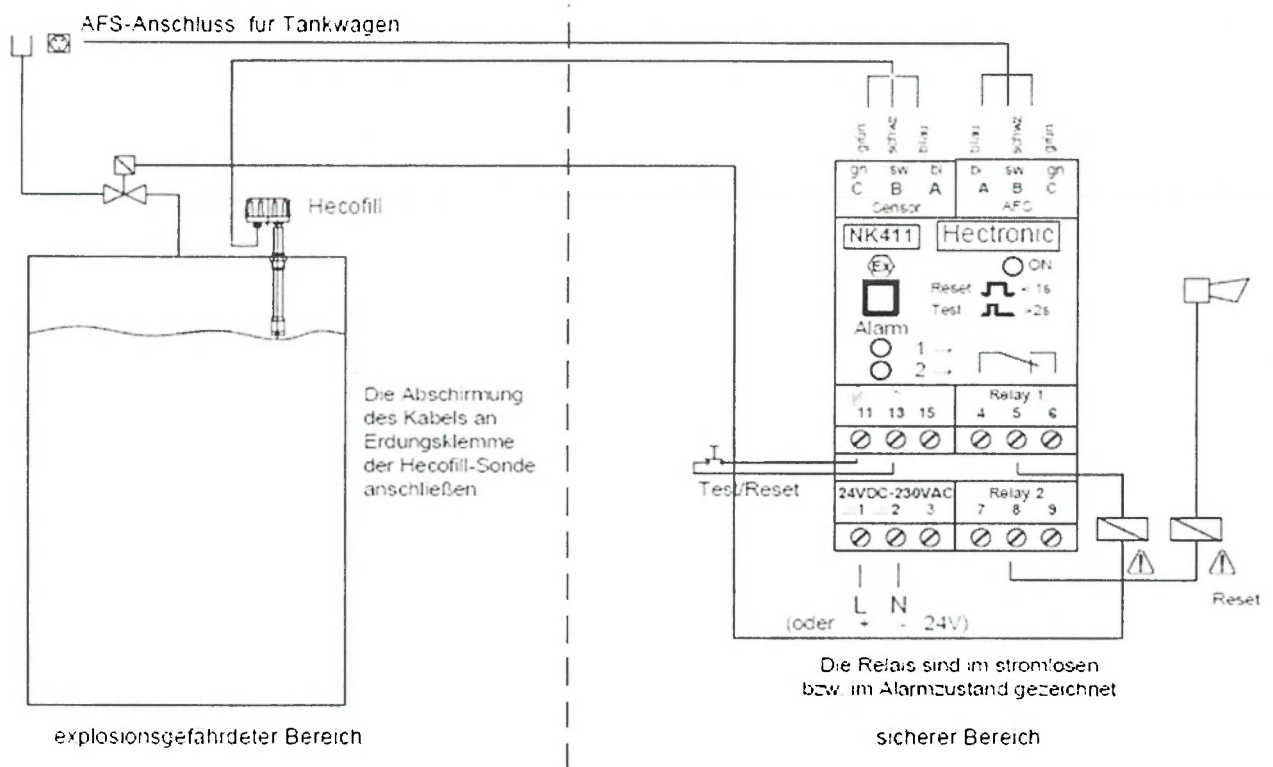 AFS-Anschluss fur Tankwagen
grün schwz blau blau schwz grün
gn sw bl bl sw gn
C B A A B C
Sensor AFS
NK411 Hectronic
Ex ON
Reset < 1s
Test >2s
Alarm
1 →
2 →
Hecofill
Die Abschirmung
des Kabels an
Erdungsklemme
der Hecofill-Sonde
anschließen
Relay 1
11 13 15 4 5 6
Test/Reset
24VDC-230VAC Relay 2
1 2 3 7 8 9
L N
(oder + - 24V)
Reset
Die Relais sind im stromlosen
bzw. im Alarmzustand gezeichnet
explosionsgefährdeter Bereich
sicherer Bereich